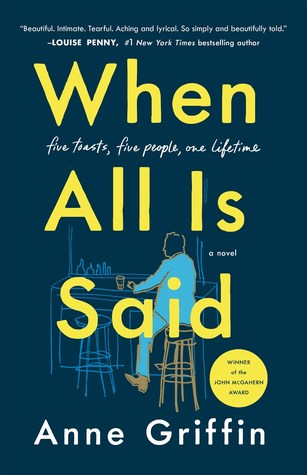 "Beautiful. Intimate. Tearful. Aching and lyrical. So simply and beautifully told."
–LOUISE PENNY, #1 New York Times bestselling author
When
five toasts, five people, one lifetime
All Is
a novel
Said
WINNER
of the
JOHN McGAHERN
AWARD
Anne Griffin